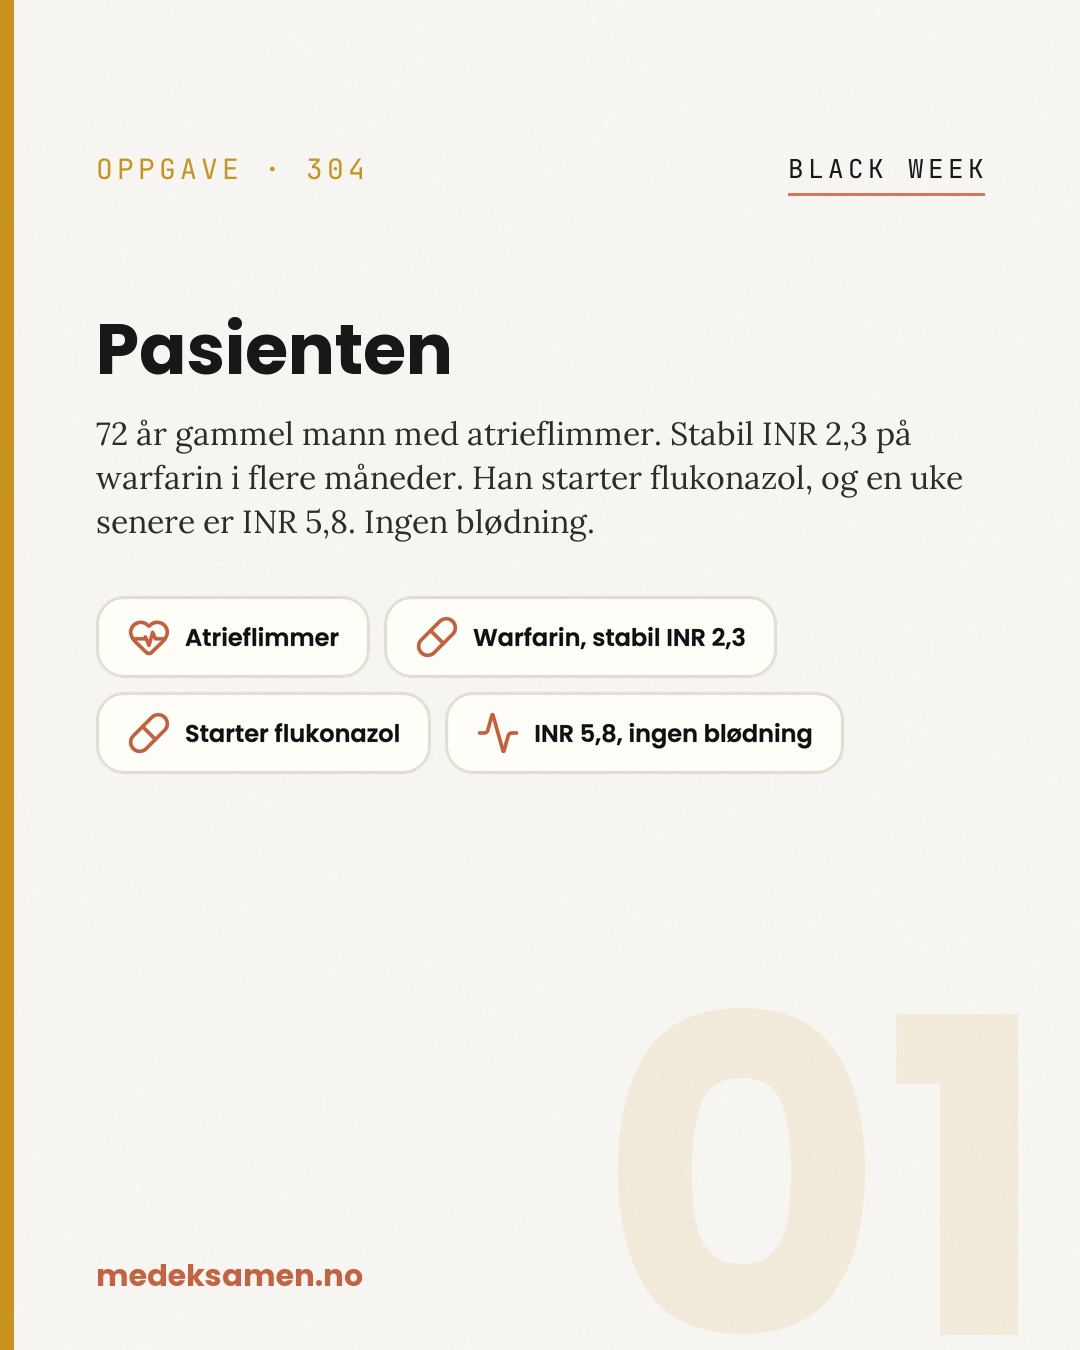 OPPGAVE · 304
BLACK WEEK
Pasienten
72 år gammel mann med atrieflimmer. Stabil INR 2,3 på
warfarin i flere måneder. Han starter flukonazol, og en uke
senere er INR 5,8. Ingen blødning.
Atrieflimmer
Warfarin, stabil INR 2,3
Starter flukonazol
INR 5,8, ingen blødning
01
medeksamen.no